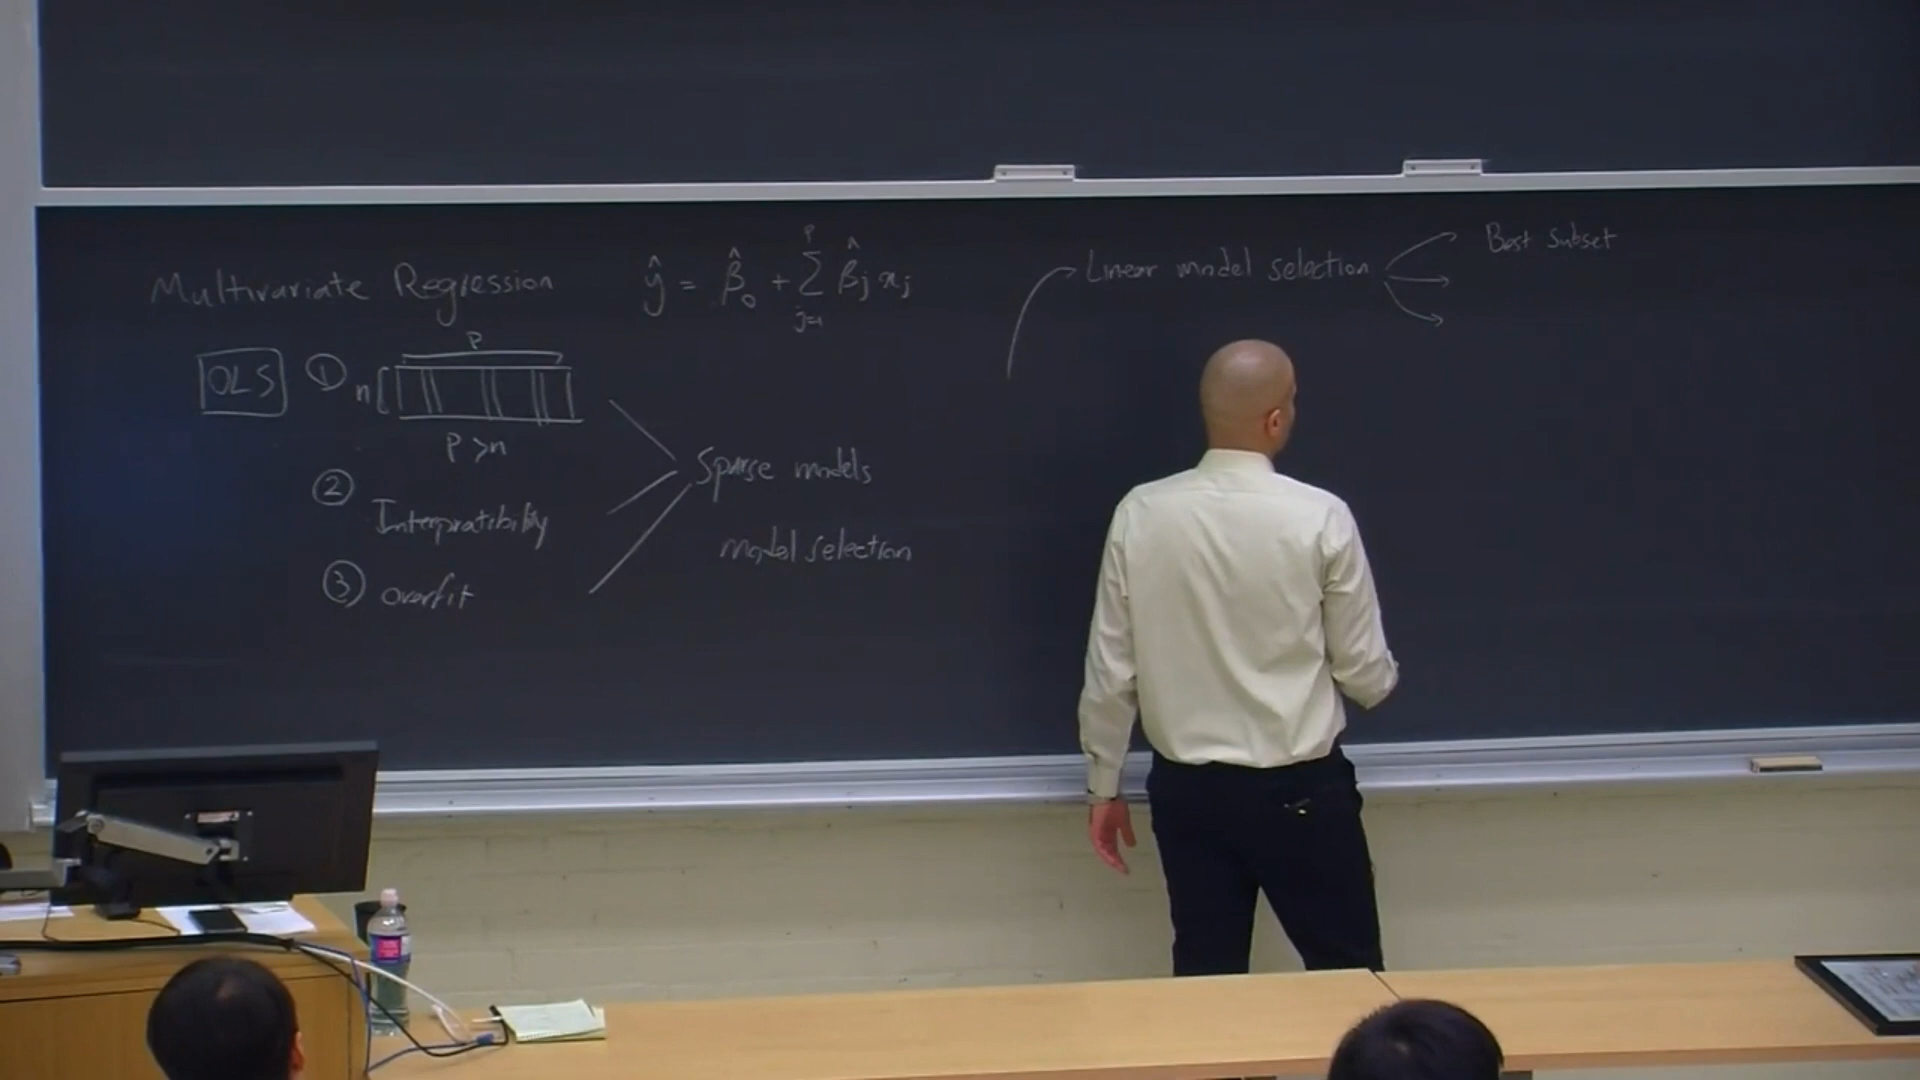 Multivariate Regression
ŷ = β̂₀ + Σ_{j=1}^{p} β̂j xj
OLS
① n P
P > n
② Interpratibility
③ overfit
Sparse models
model selection
Linear model selection
Best Subset